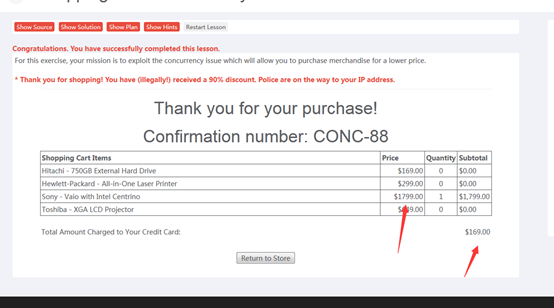 Show Source Show Solution Show Plan Show Hints Restart Lesson
Congratulations. You have successfully completed this lesson.
For this exercise, your mission is to exploit the concurrency issue which will allow you to purchase merchandise for a lower price.
* Thank you for shopping! You have (illegally!) received a 90% discount. Police are on the way to your IP address.
Thank you for your purchase!
Confirmation number: CONC-88
Shopping Cart Items Price Quantity Subtotal
Hitachi - 750GB External Hard Drive $169.00 0 $0.00
Hewlett-Packard - All-in-One Laser Printer $299.00 0 $0.00
Sony - Vaio with Intel Centrino $1799.00 1 $1,799.00
Toshiba - XGA LCD Projector 0 $0.00
Total Amount Charged to Your Credit Card: $169.00
Return to Store